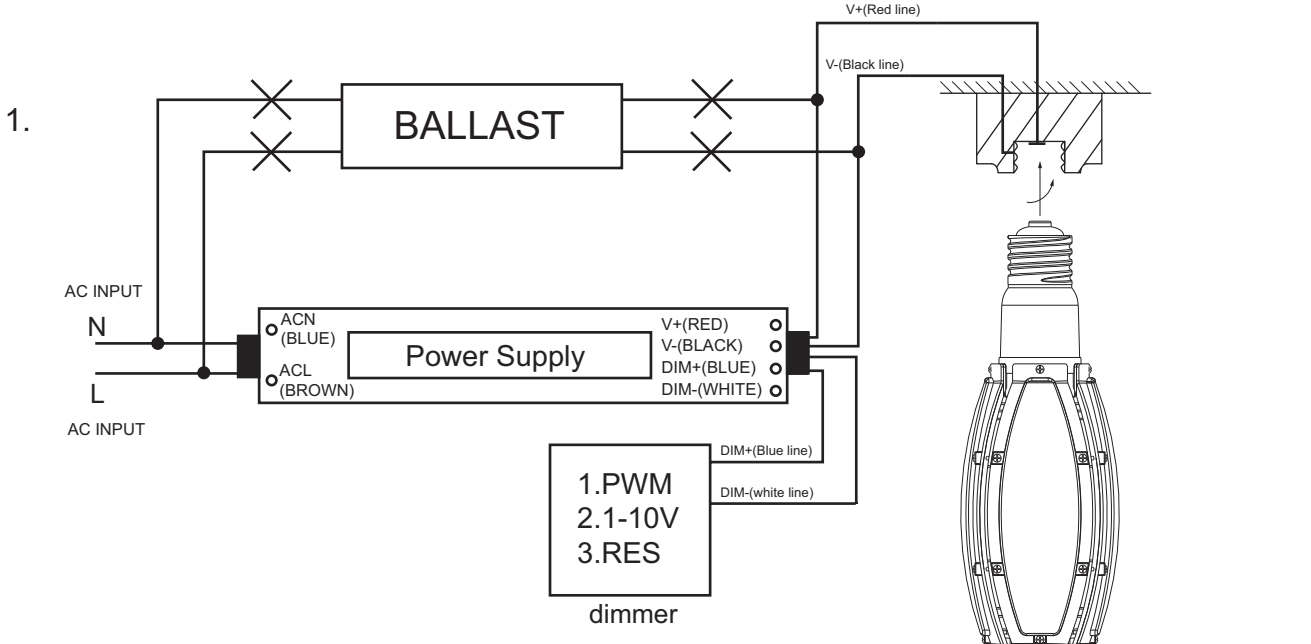 V+(Red line)
V-(Black line)
1.
BALLAST
AC INPUT
N
L
AC INPUT
ACN
(BLUE)
ACL
(BROWN)
Power Supply
V+(RED)
V-(BLACK)
DIM+(BLUE)
DIM-(WHITE)
DIM+(Blue line)
DIM-(white line)
1.PWM
2.1-10V
3.RES
dimmer